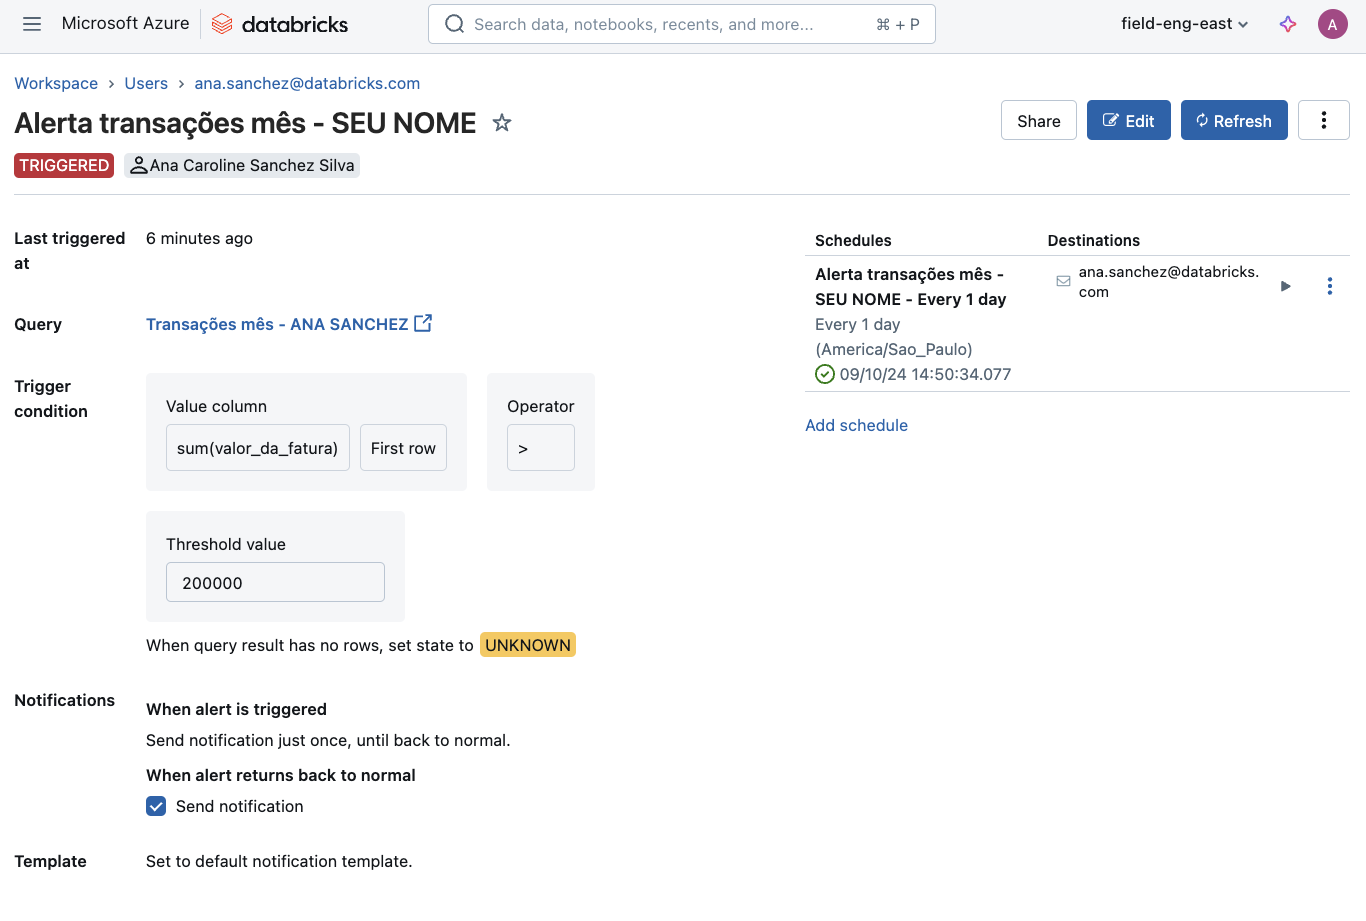 Microsoft Azure databricks Search data, notebooks, recents, and more... ⌘ + P field-eng-east A
Workspace > Users > ana.sanchez@databricks.com
Alerta transações mês - SEU NOME
Share Edit Refresh
TRIGGERED Ana Caroline Sanchez Silva
Last triggered at
6 minutes ago
Query
Transações mês - ANA SANCHEZ
Trigger condition
Value column
sum(valor_da_fatura) First row
Operator
>
Threshold value
200000
When query result has no rows, set state to UNKNOWN
Notifications
When alert is triggered
Send notification just once, until back to normal.
When alert returns back to normal
Send notification
Template
Set to default notification template.
Schedules Destinations
Alerta transações mês -
SEU NOME - Every 1 day
Every 1 day
(America/Sao_Paulo)
09/10/24 14:50:34.077
ana.sanchez@databricks.
com
Add schedule